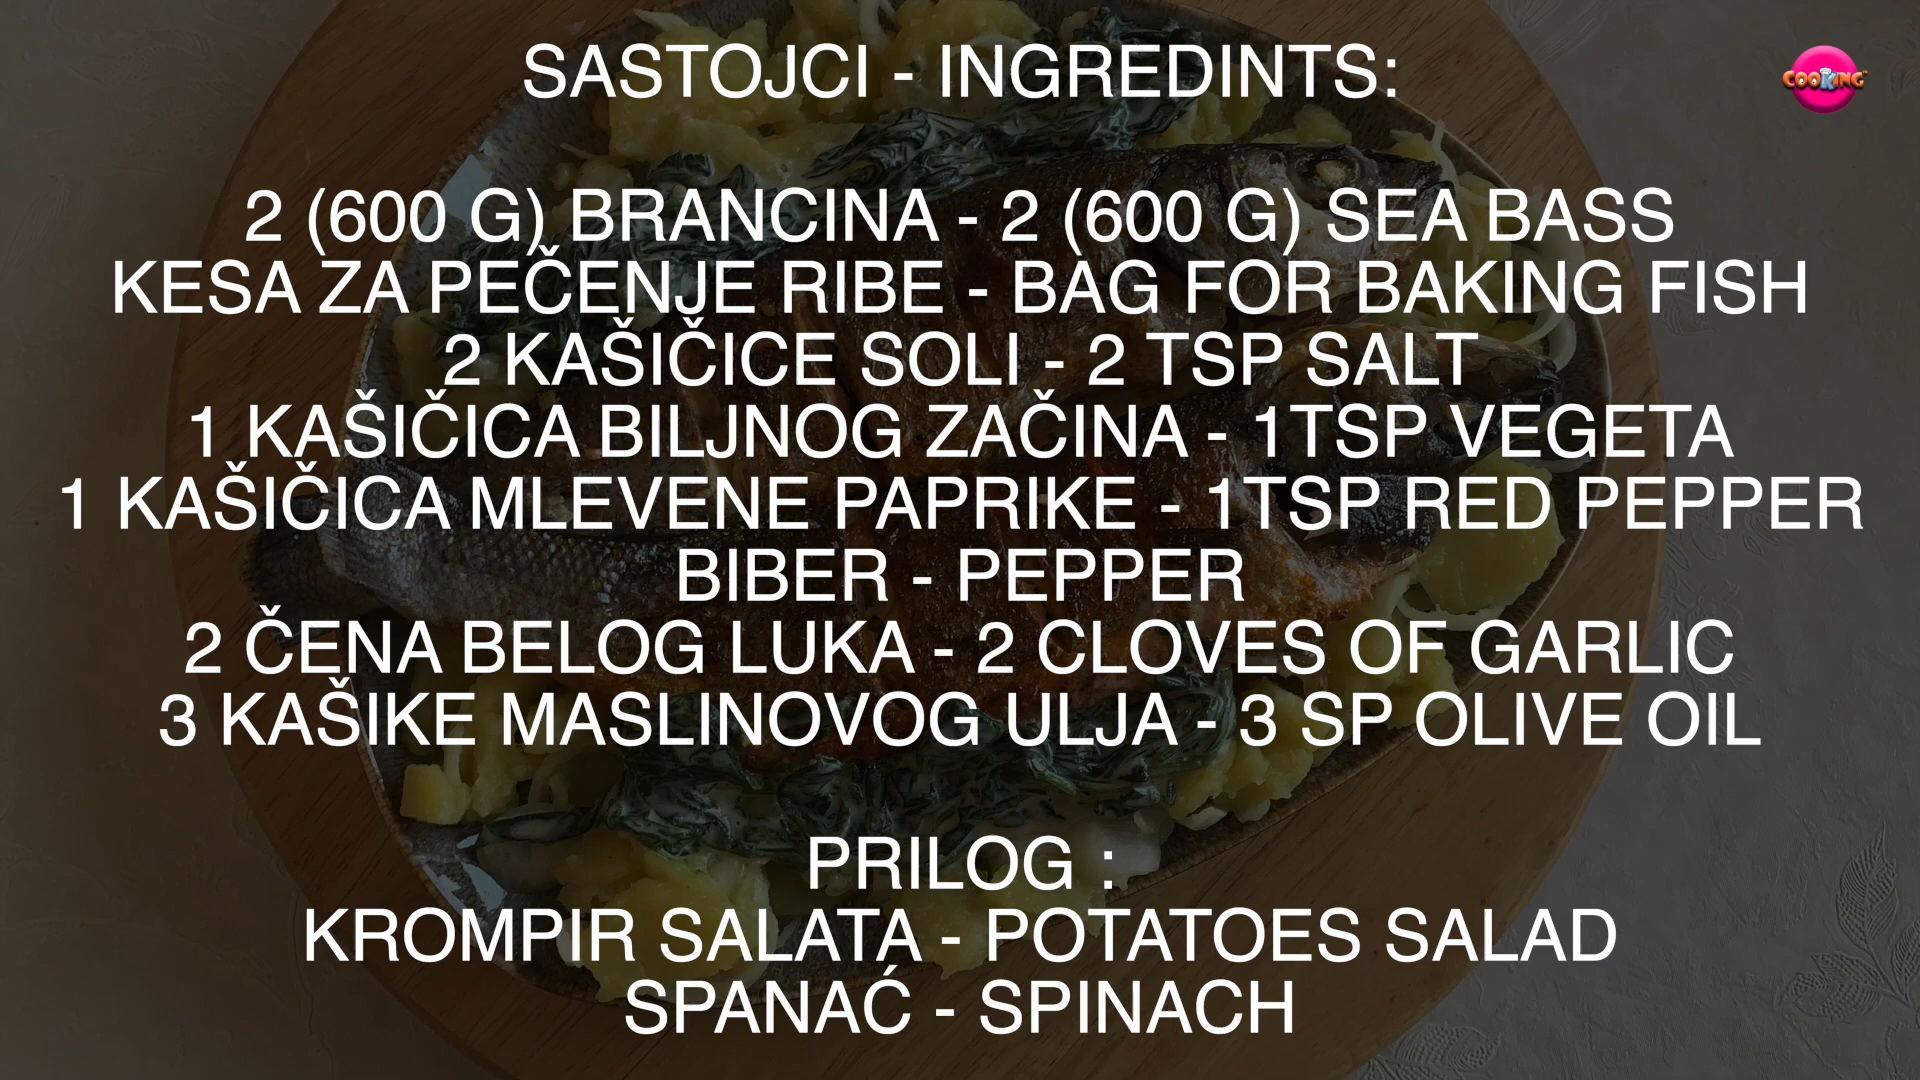 SASTOJCI - INGREDINTS:
COOKING
2 (600 G) BRANCINA - 2 (600 G) SEA BASS
KESA ZA PEČENJE RIBE - BAG FOR BAKING FISH
2 KAŠIČICE SOLI - 2 TSP SALT
1 KAŠIČICA BILJNOG ZAČINA - 1TSP VEGETA
1 KAŠIČICA MLEVENE PAPRIKE - 1TSP RED PEPPER
BIBER - PEPPER
2 ČENA BELOG LUKA - 2 CLOVES OF GARLIC
3 KAŠIKE MASLINOVOG ULJA - 3 SP OLIVE OIL
PRILOG :
KROMPIR SALATA - POTATOES SALAD
SPANAĆ - SPINACH